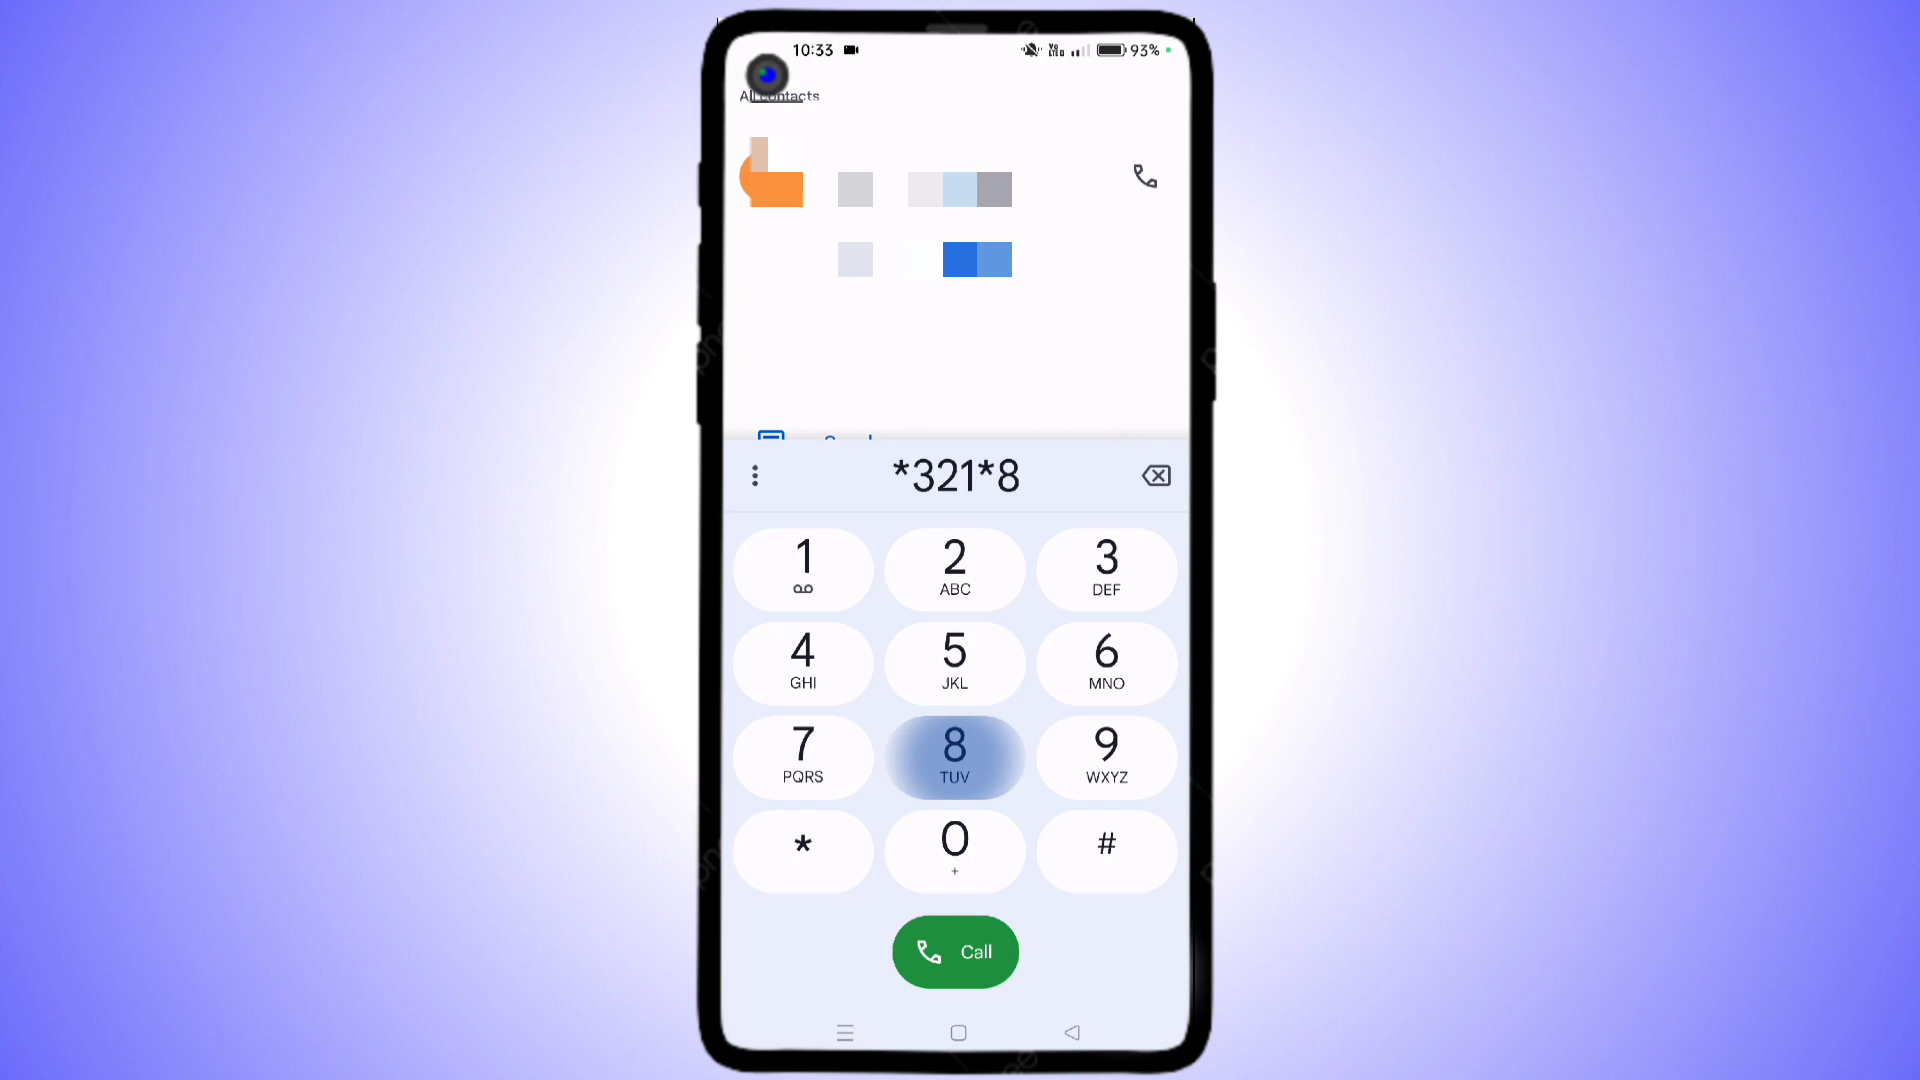 10:33
93%
All contacts
*321*8
1
2
ABC
3
DEF
4
GHI
5
JKL
6
MNO
7
PQRS
8
TUV
9
WXYZ
*
0
+
#
Call